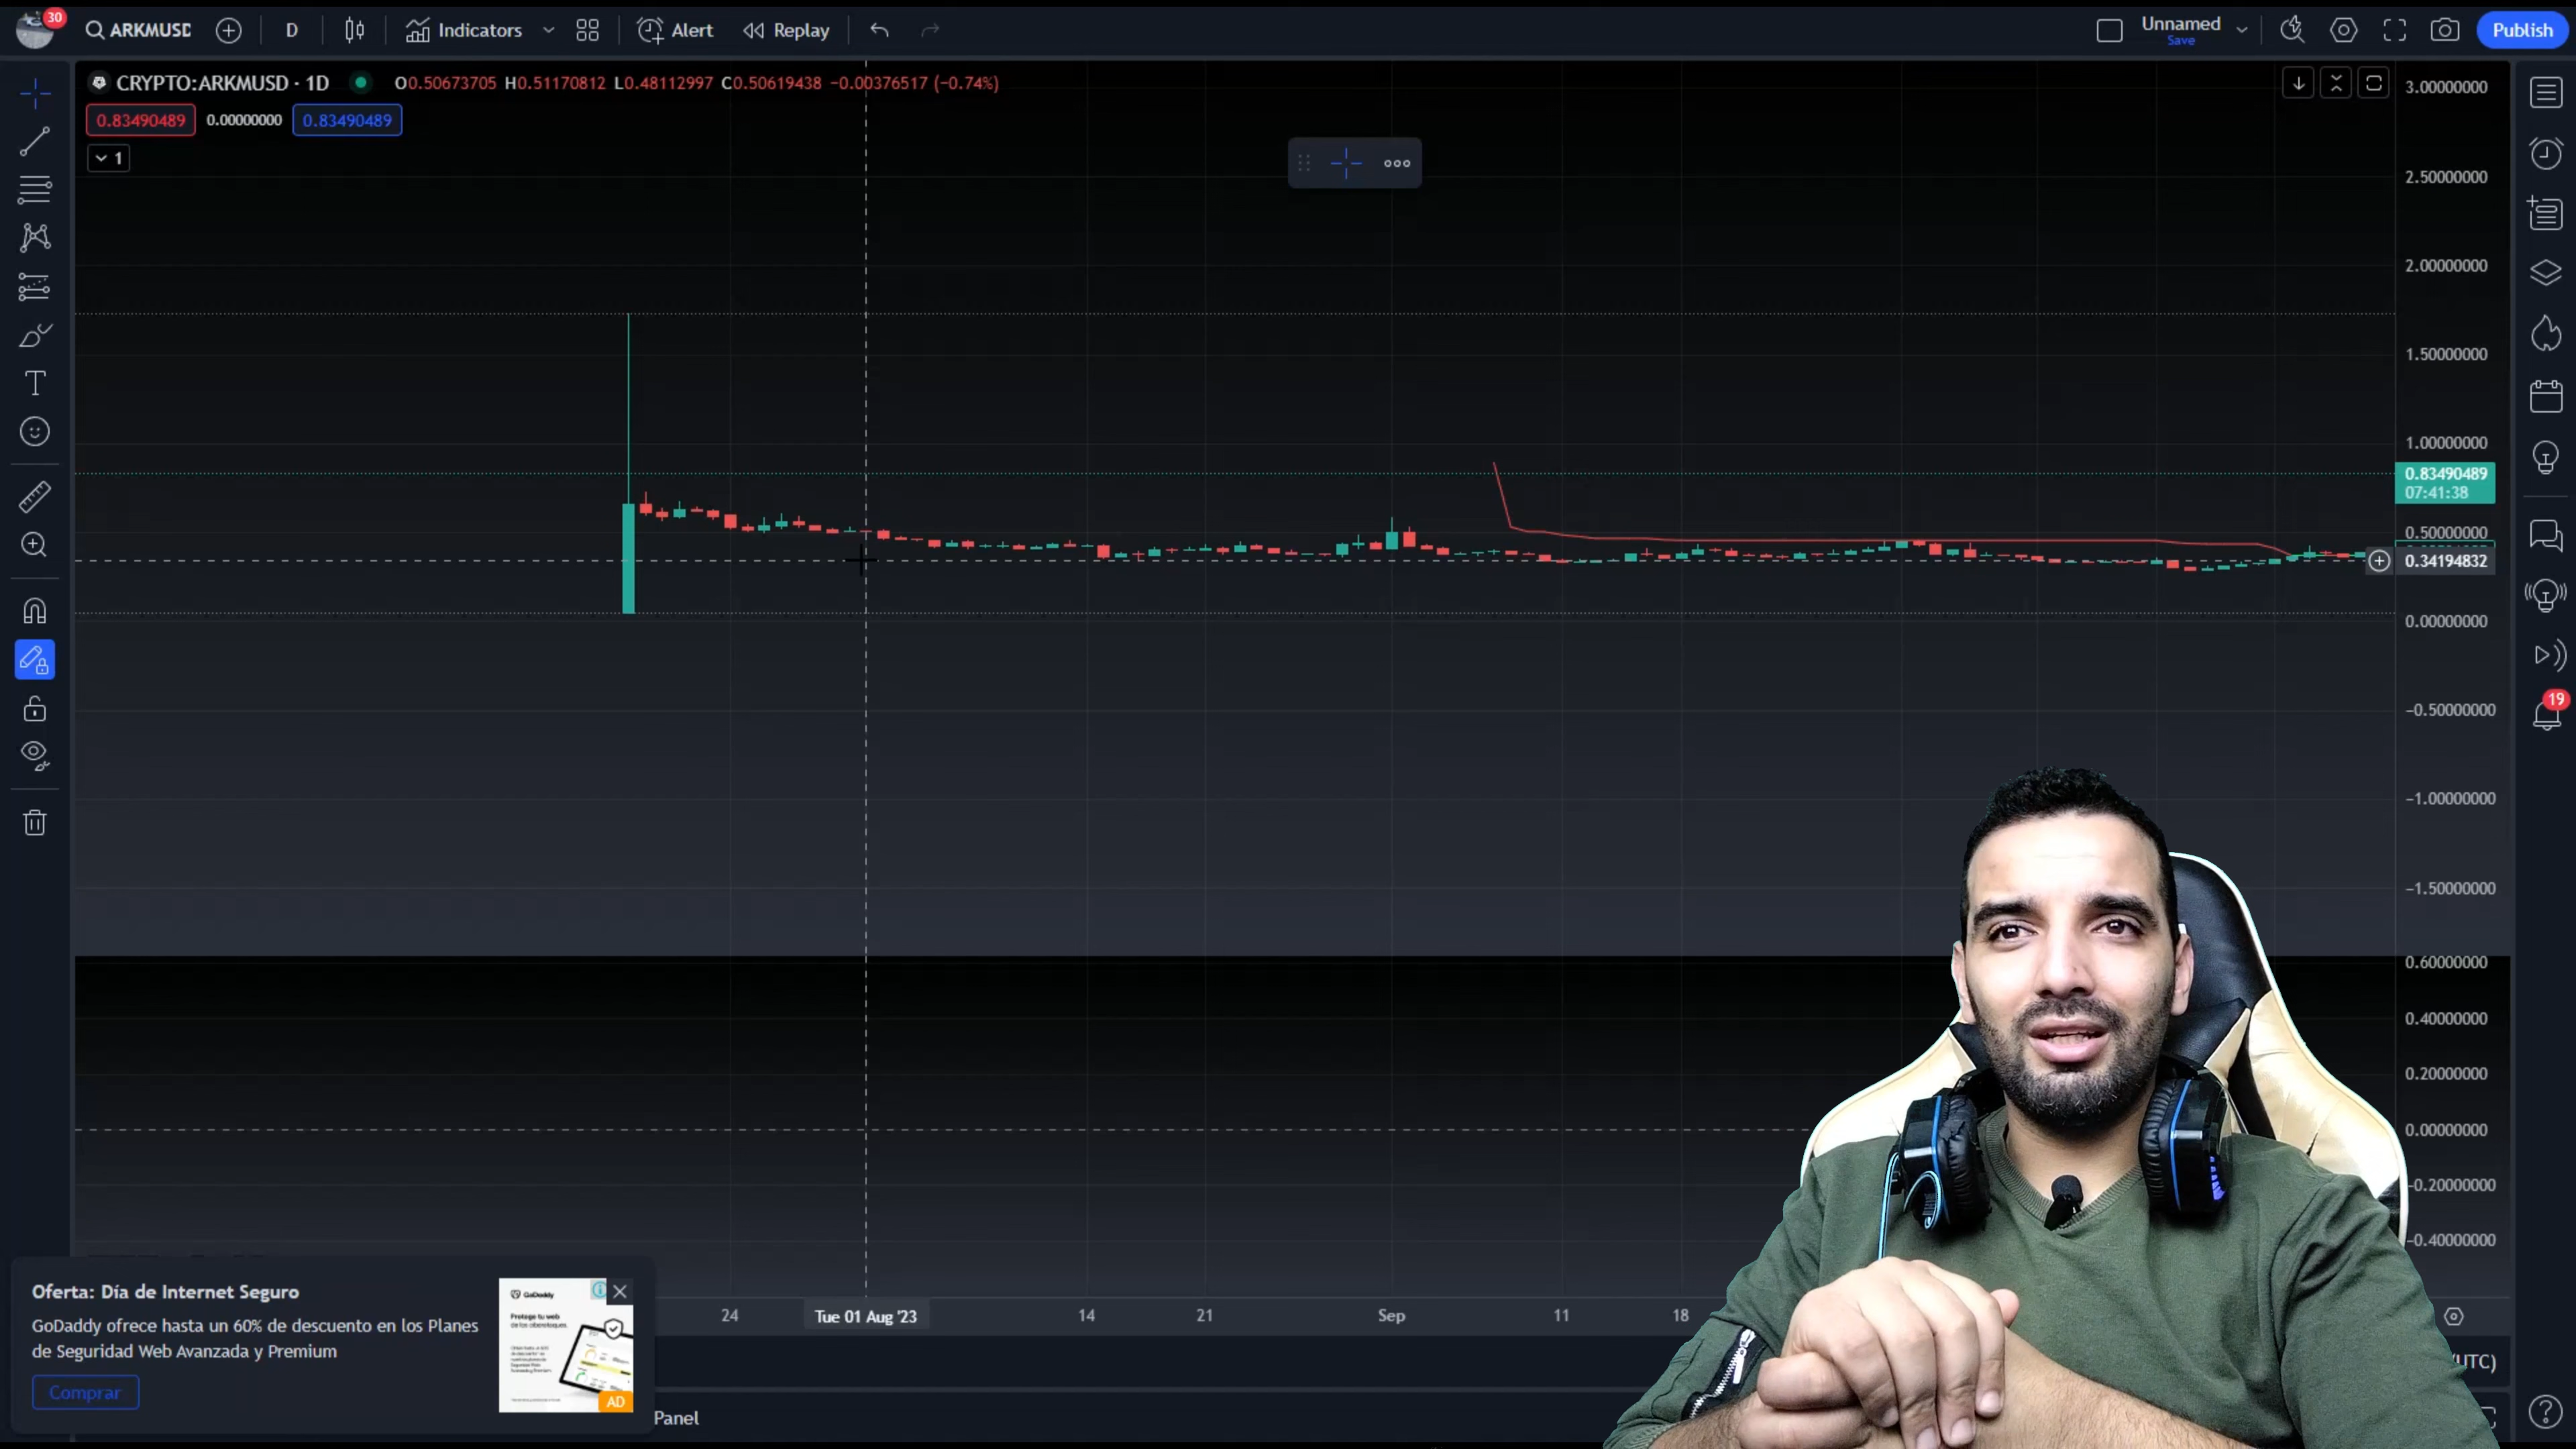 30
ARKMUSD
D
Indicators
Alert
Replay
Unnamed
Save
Publish
CRYPTO:ARKMUSD · 1D
O0.50673705 H0.51170812 L0.48112997 C0.50619438 −0.00376517 (−0.74%)
0.83490489
0.00000000
0.83490489
1
3.00000000
2.50000000
2.00000000
1.50000000
1.00000000
0.83490489
07:41:38
0.50000000
0.34194832
0.00000000
−0.50000000
−1.00000000
−1.50000000
0.60000000
0.40000000
0.20000000
0.00000000
-0.20000000
-0.40000000
19
24
Tue 01 Aug '23
14
21
Sep
11
18
UTC)
Panel
Oferta: Día de Internet Seguro
GoDaddy ofrece hasta un 60% de descuento en los Planes
de Seguridad Web Avanzada y Premium
Comprar
GoDaddy
Protege tu web
AD